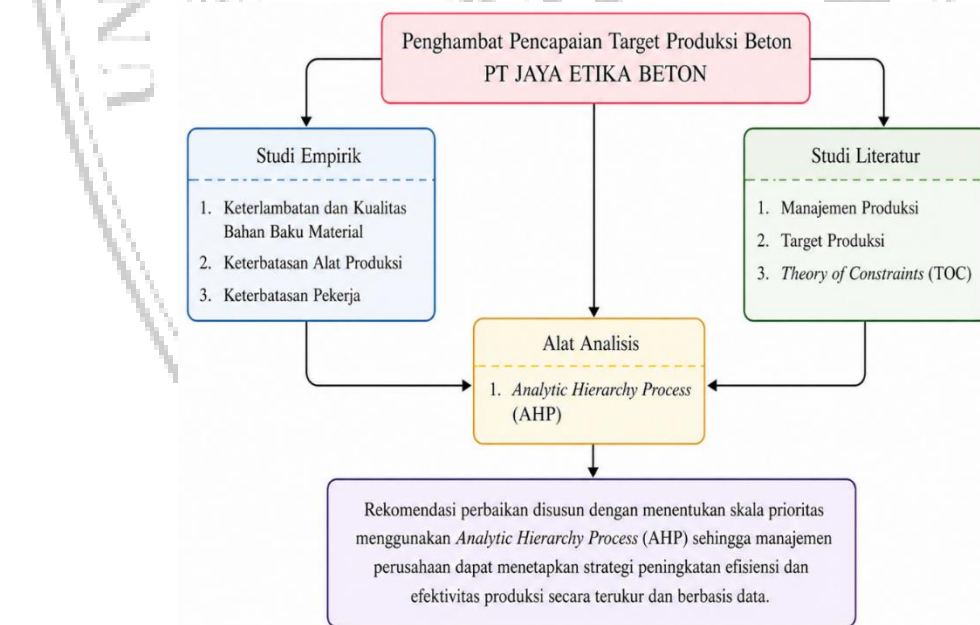 Penghambat Pencapaian Target Produksi Beton
PT JAYA ETIKA BETON
Studi Empirik
1. Keterlambatan dan Kualitas
Bahan Baku Material
2. Keterbatasan Alat Produksi
3. Keterbatasan Pekerja
Studi Literatur
1. Manajemen Produksi
2. Target Produksi
3. Theory of Constraints (TOC)
Alat Analisis
1. Analytic Hierarchy Process
(AHP)
Rekomendasi perbaikan disusun dengan menentukan skala prioritas
menggunakan Analytic Hierarchy Process (AHP) sehingga manajemen
perusahaan dapat menetapkan strategi peningkatan efisiensi dan
efektivitas produksi secara terukur dan berbasis data.